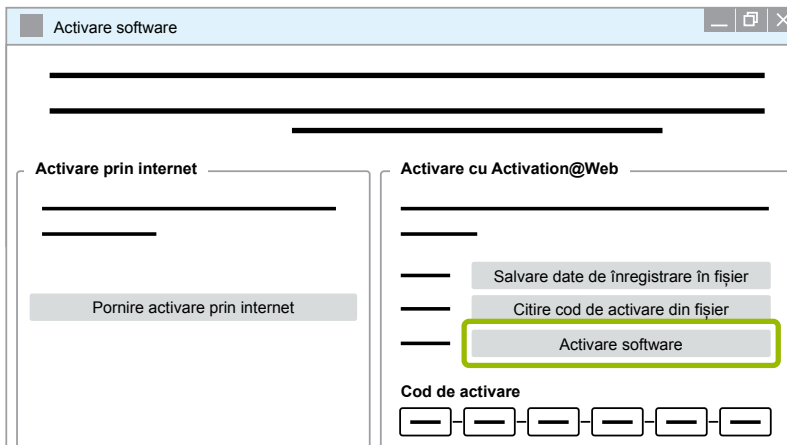 Activare software
Activare prin internet
Pornire activare prin internet
Activare cu Activation@Web
Salvare date de înregistrare în fișier
Citire cod de activare din fișier
Activare software
Cod de activare